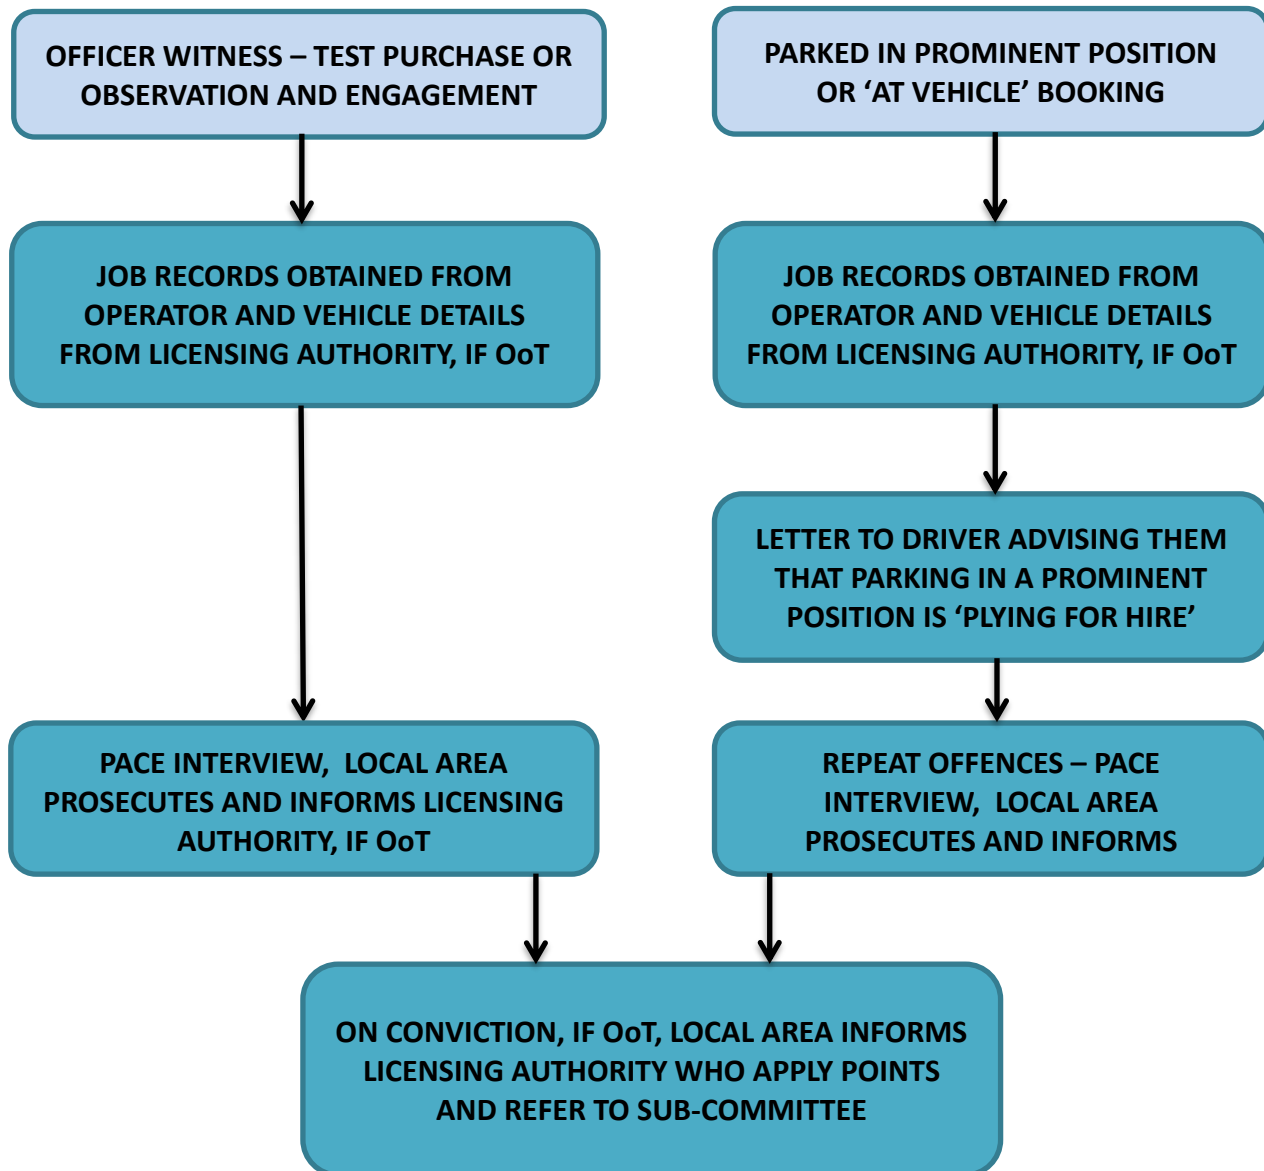 OFFICER WITNESS – TEST PURCHASE OR
OBSERVATION AND ENGAGEMENT
PARKED IN PROMINENT POSITION
OR ‘AT VEHICLE’ BOOKING
JOB RECORDS OBTAINED FROM
OPERATOR AND VEHICLE DETAILS
FROM LICENSING AUTHORITY, IF OoT
JOB RECORDS OBTAINED FROM
OPERATOR AND VEHICLE DETAILS
FROM LICENSING AUTHORITY, IF OoT
LETTER TO DRIVER ADVISING THEM
THAT PARKING IN A PROMINENT
POSITION IS ‘PLYING FOR HIRE’
PACE INTERVIEW,  LOCAL AREA
PROSECUTES AND INFORMS LICENSING
AUTHORITY, IF OoT
REPEAT OFFENCES – PACE
INTERVIEW,  LOCAL AREA
PROSECUTES AND INFORMS
ON CONVICTION, IF OoT, LOCAL AREA INFORMS
LICENSING AUTHORITY WHO APPLY POINTS
AND REFER TO SUB-COMMITTEE